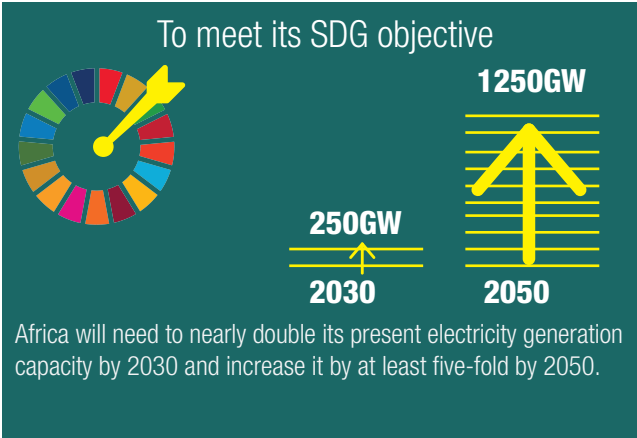 To meet its SDG objective
1250GW
250GW
2030
2050
Africa will need to nearly double its present electricity generation
capacity by 2030 and increase it by at least five-fold by 2050.